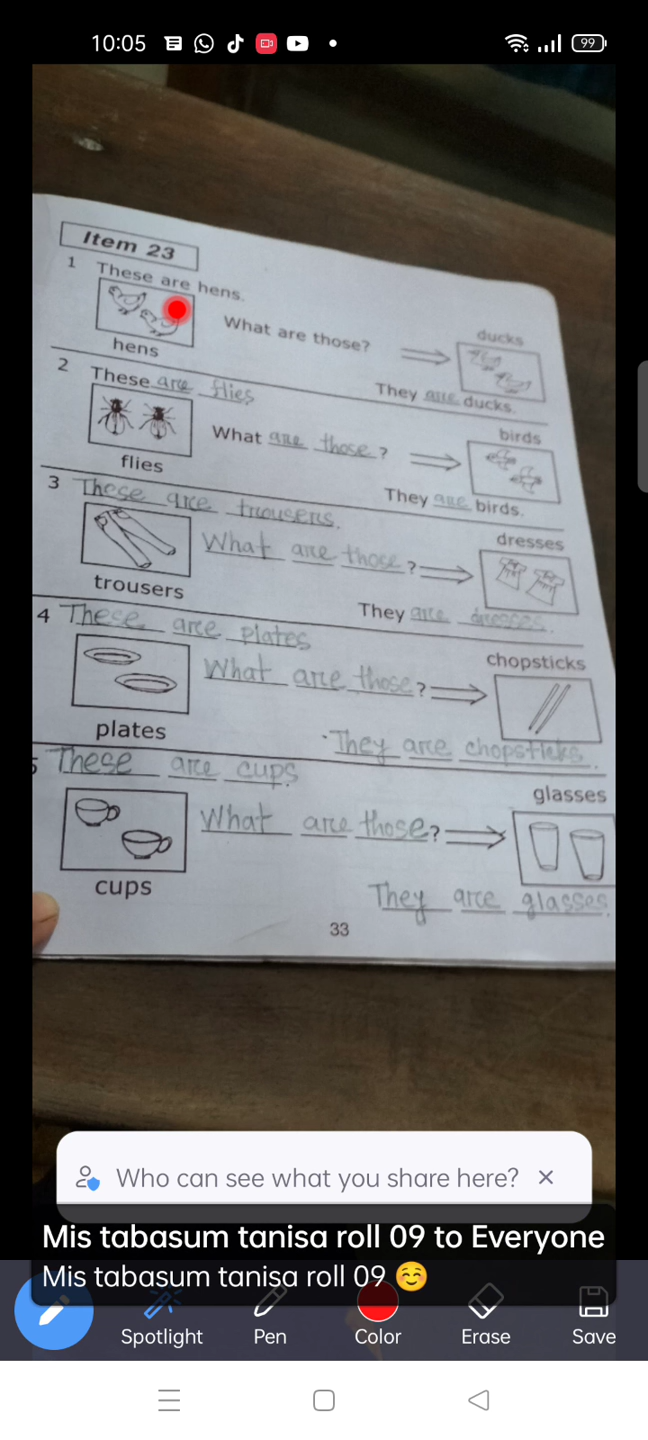 10:05
99
Item 23
1 These are hens.
hens
What are those?
ducks
They are ducks.
2 These are flies
flies
What are those?
birds
They are birds.
3 These are trousers.
trousers
What are those?
dresses
They are dresses.
4 These are plates
plates
What are those?
chopsticks
They are chopsticks.
5 These are cups
cups
What are those?
glasses
They are glasses.
33
Who can see what you share here? ×
Mis tabasum tanisa roll 09 to Everyone
Mis tabasum tanisa roll 09 ☺️
Spotlight Pen Color Erase Save